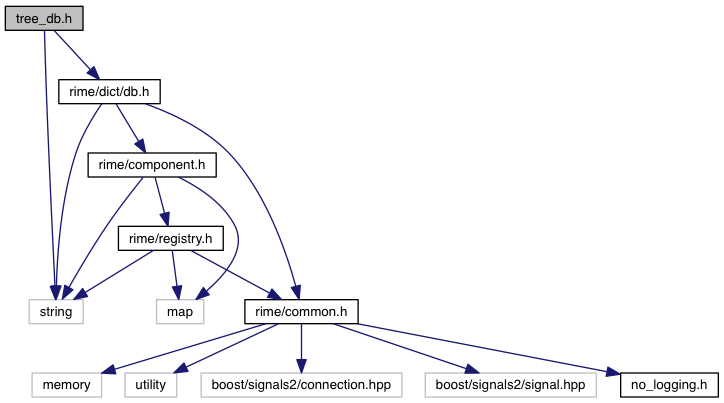 tree_db.h
rime/dict/db.h
rime/component.h
rime/registry.h
string
map
rime/common.h
memory
utility
boost/signals2/connection.hpp
boost/signals2/signal.hpp
no_logging.h